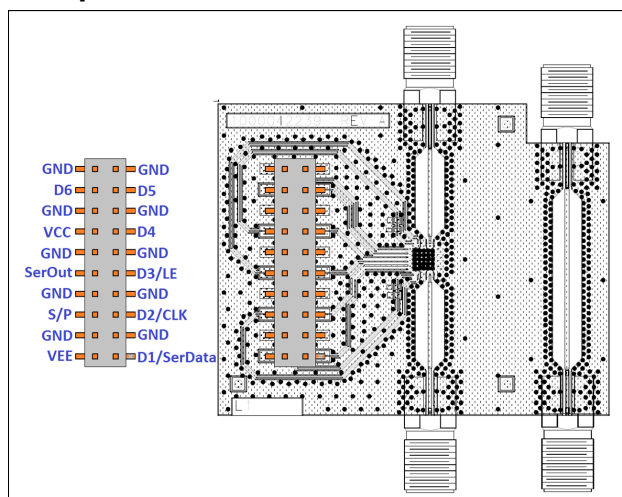 1000042239 REV A
GND GND
D6 D5
GND GND
VCC D4
GND GND
SerOut D3/LE
GND GND
S/P D2/CLK
GND GND
VEE D1/SerData